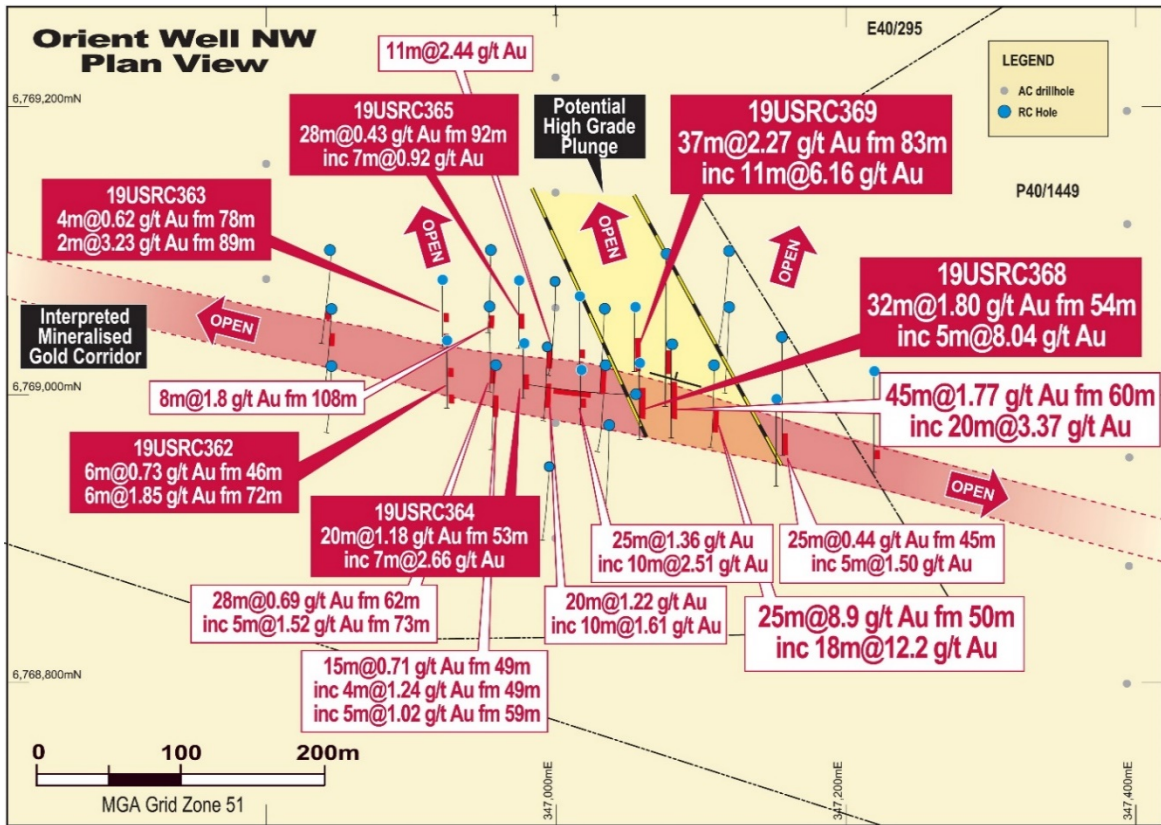 Orient Well NW
Plan View
11m@2.44 g/t Au
E40/295
LEGEND
AC drillhole
RC Hole
6,769,200mN
19USRC365
28m@0.43 g/t Au fm 92m
inc 7m@0.92 g/t Au
Potential
High Grade
Plunge
19USRC369
37m@2.27 g/t Au fm 83m
inc 11m@6.16 g/t Au
P40/1449
19USRC363
4m@0.62 g/t Au fm 78m
2m@3.23 g/t Au fm 89m
OPEN
OPEN
OPEN
19USRC368
32m@1.80 g/t Au fm 54m
inc 5m@8.04 g/t Au
Interpreted
Mineralised
Gold Corridor
OPEN
6,769,000mN
8m@1.8 g/t Au fm 108m
45m@1.77 g/t Au fm 60m
inc 20m@3.37 g/t Au
19USRC362
6m@0.73 g/t Au fm 46m
6m@1.85 g/t Au fm 72m
OPEN
19USRC364
20m@1.18 g/t Au fm 53m
inc 7m@2.66 g/t Au
25m@1.36 g/t Au
inc 10m@2.51 g/t Au
25m@0.44 g/t Au fm 45m
inc 5m@1.50 g/t Au
28m@0.69 g/t Au fm 62m
inc 5m@1.52 g/t Au fm 73m
20m@1.22 g/t Au
inc 10m@1.61 g/t Au
25m@8.9 g/t Au fm 50m
inc 18m@12.2 g/t Au
15m@0.71 g/t Au fm 49m
inc 4m@1.24 g/t Au fm 49m
inc 5m@1.02 g/t Au fm 59m
6,768,800mN
0 100 200m
MGA Grid Zone 51
347,000mE
347,200mE
347,400mE